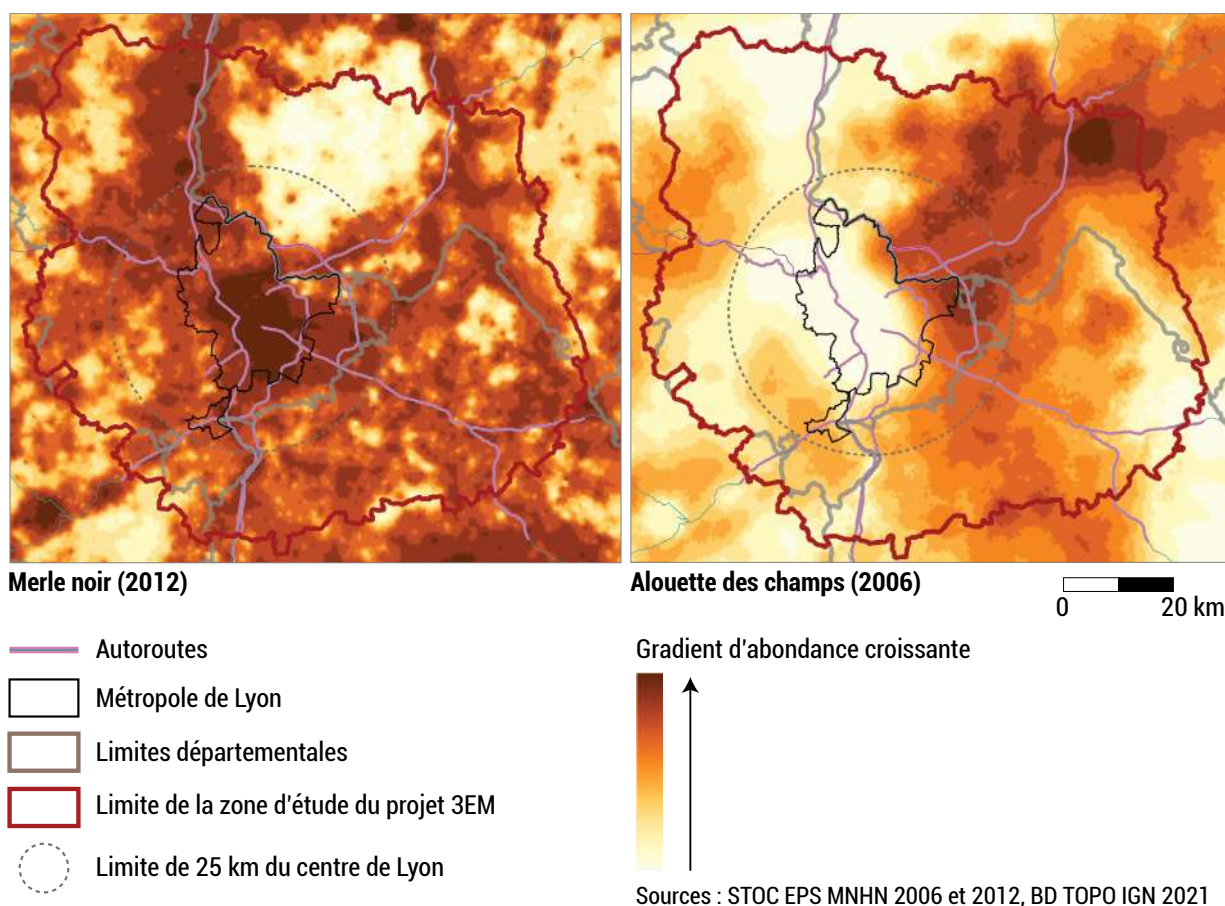 Merle noir (2012)
Alouette des champs (2006)
0 20 km
Autoroutes
Métropole de Lyon
Limites départementales
Limite de la zone d'étude du projet 3EM
Limite de 25 km du centre de Lyon
Gradient d'abondance croissante
Sources : STOC EPS MNHN 2006 et 2012, BD TOPO IGN 2021